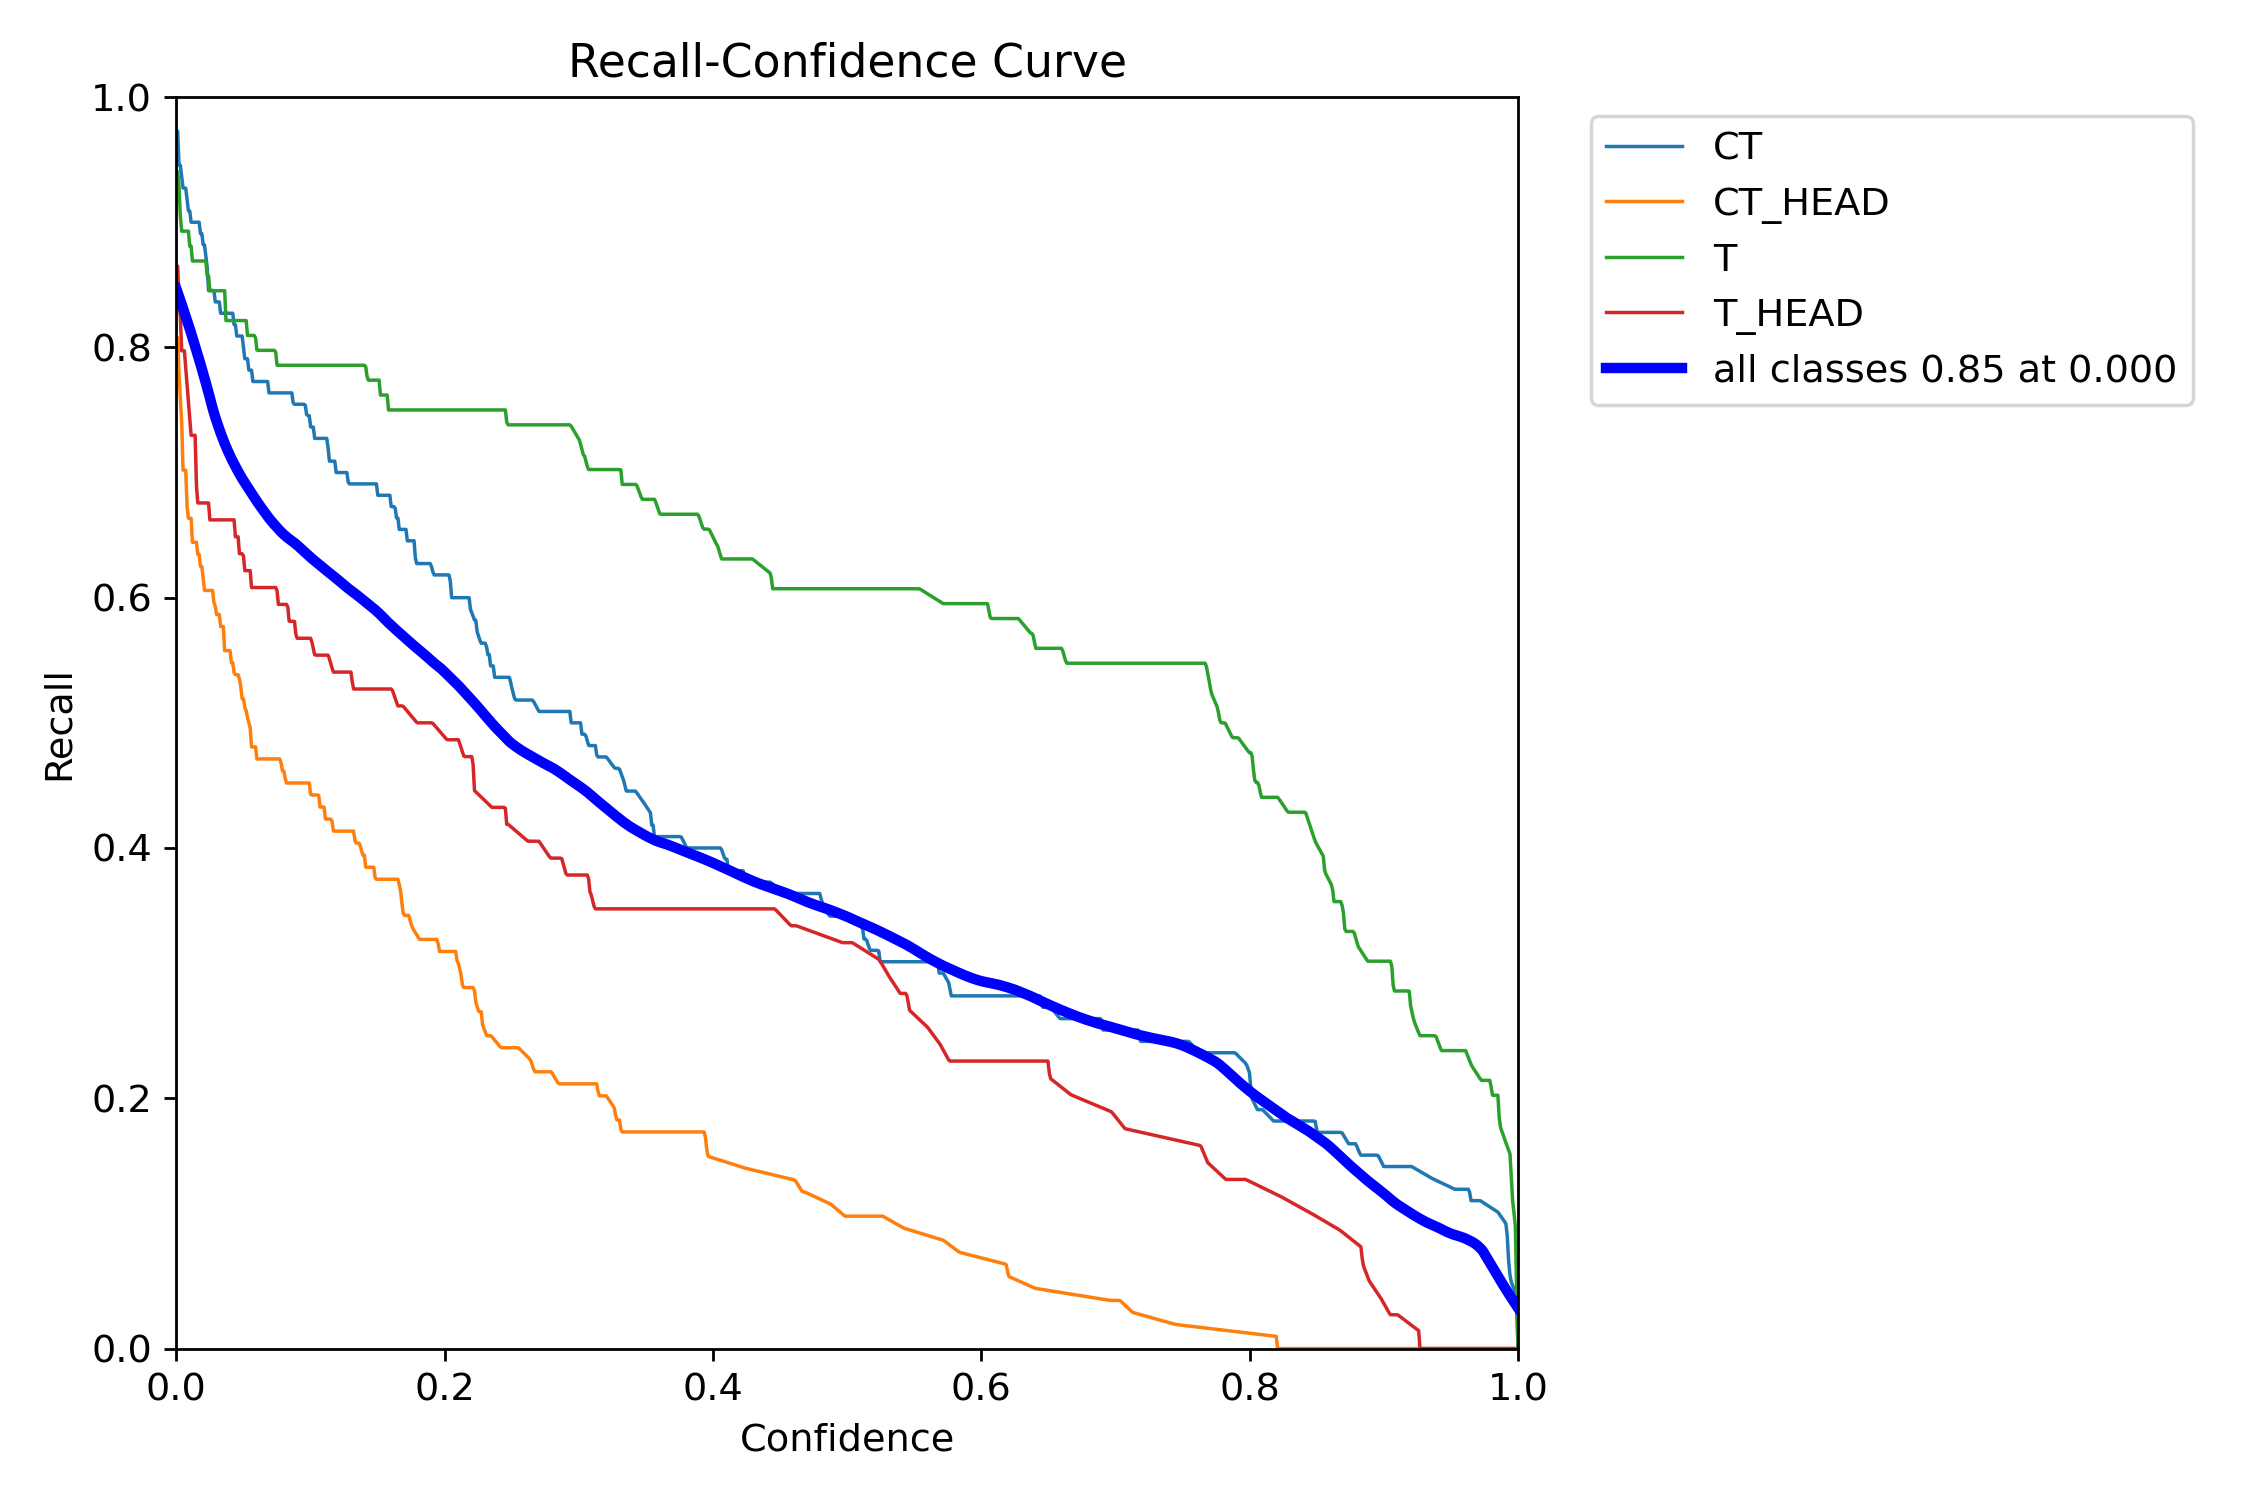 Recall-Confidence Curve
1.0
0.8
0.6
0.4
0.2
0.0
Recall
0.0 0.2 0.4 0.6 0.8 1.0
Confidence
CT
CT_HEAD
T
T_HEAD
all classes 0.85 at 0.000